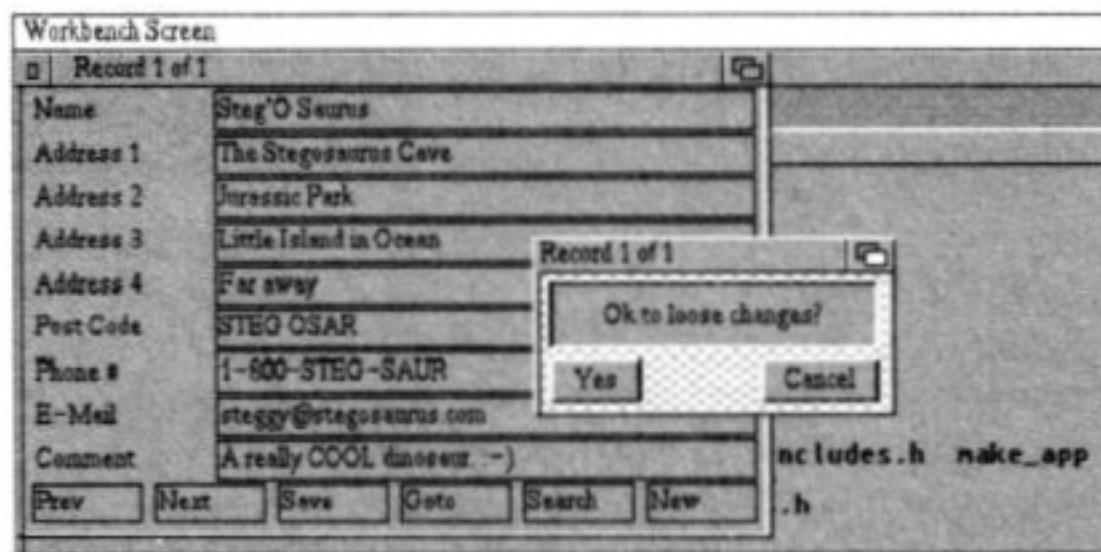 Workbench Screen
Record 1 of 1
Name Steg'O Saurus
Address 1 The Stegosaurus Cave
Address 2 Jurassic Park
Address 3 Little Island in Ocean
Address 4 Far away
Post Code STEG OSAR
Phone # 1-800-STEG-SAUR
E-Mail steggy@stegosaurus.com
Comment A really COOL dinosaur. :-)
Prev Next Save Goto Search New
Record 1 of 1
Ok to loose changes?
Yes Cancel
ncludes.h make_app
.h